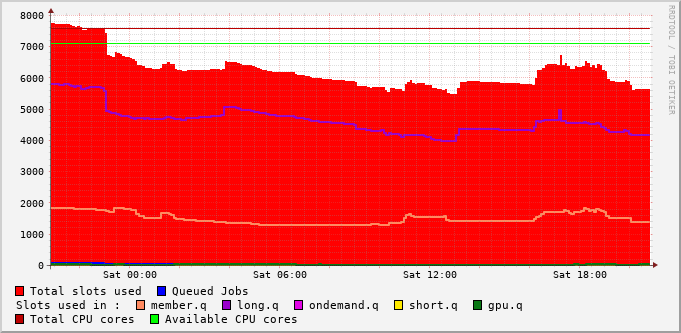 8000
7000
6000
5000
4000
3000
2000
1000
0
Sat 00:00 Sat 06:00 Sat 12:00 Sat 18:00
RRDTOOL / TOBI OETIKER
Total slots used Queued Jobs
Slots used in : member.q long.q ondemand.q short.q gpu.q
Total CPU cores Available CPU cores